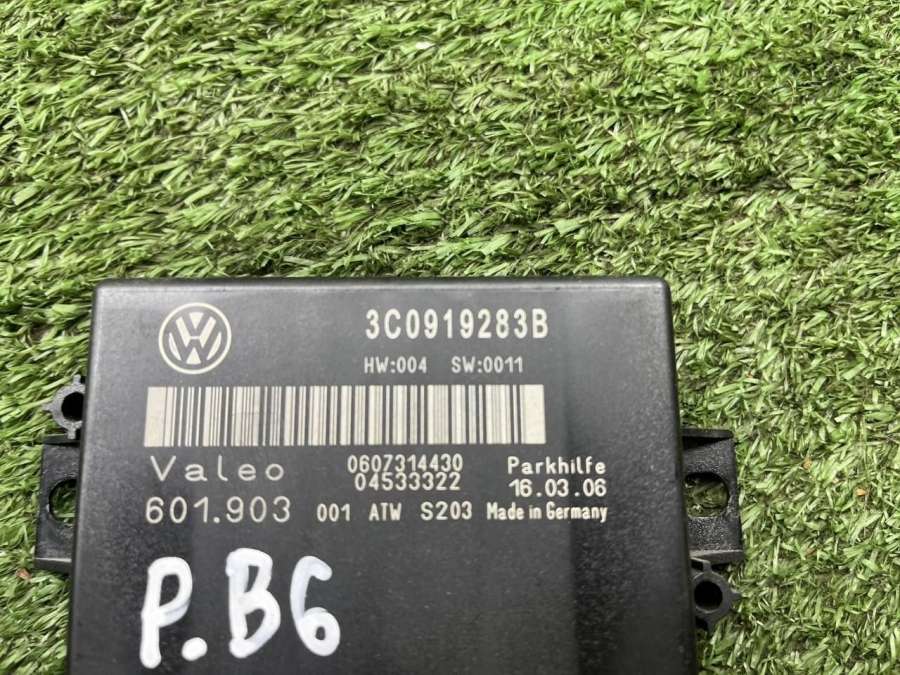 VW
3C0919283B
HW:004 SW:0011
Valeo 0607314430 Parkhilfe
04533322 16.03.06
601.903 001 ATW S203 Made in Germany
P.B6